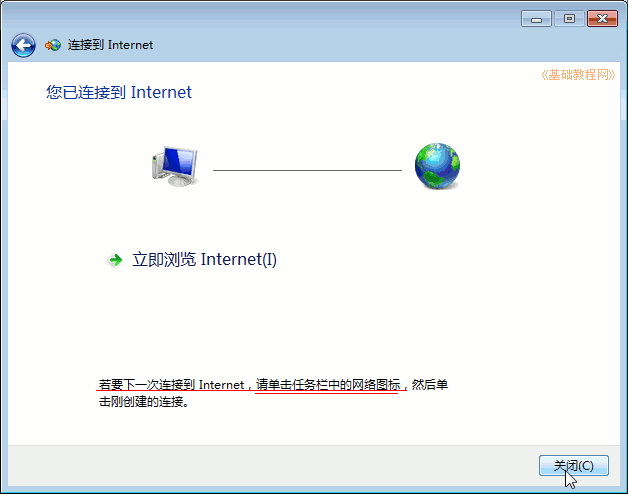 连接到 Internet
《基础教程网》
您已连接到 Internet
立即浏览 Internet(I)
若要下一次连接到 Internet，请单击任务栏中的网络图标，然后单
击刚创建的连接。
关闭(C)